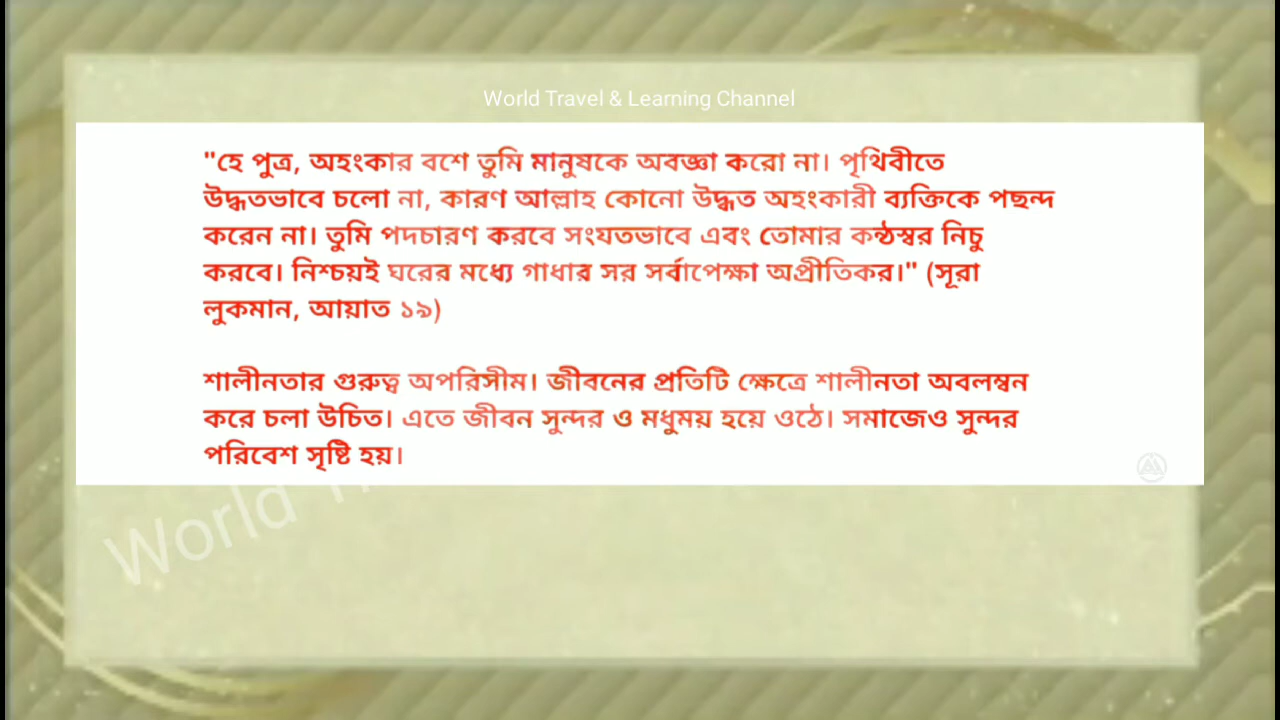 World Travel & Learning Channel
"হে পুত্র, অহংকার বশে তুমি মানুষকে অবজ্ঞা করো না। পৃথিবীতে
উদ্ধতভাবে চলো না, কারণ আল্লাহ কোনো উদ্ধত অহংকারী ব্যক্তিকে পছন্দ
করেন না। তুমি পদচারণ করবে সংযতভাবে এবং তোমার কন্ঠস্বর নিচু
করবে। নিশ্চয়ই ঘরের মধ্যে গাধার সর সর্বাপেক্ষা অপ্রীতিকর।" (সূরা
লুকমান, আয়াত ১৯)
শালীনতার গুরুত্ব অপরিসীম। জীবনের প্রতিটি ক্ষেত্রে শালীনতা অবলম্বন
করে চলা উচিত। এতে জীবন সুন্দর ও মধুময় হয়ে ওঠে। সমাজেও সুন্দর
পরিবেশ সৃষ্টি হয়।
World